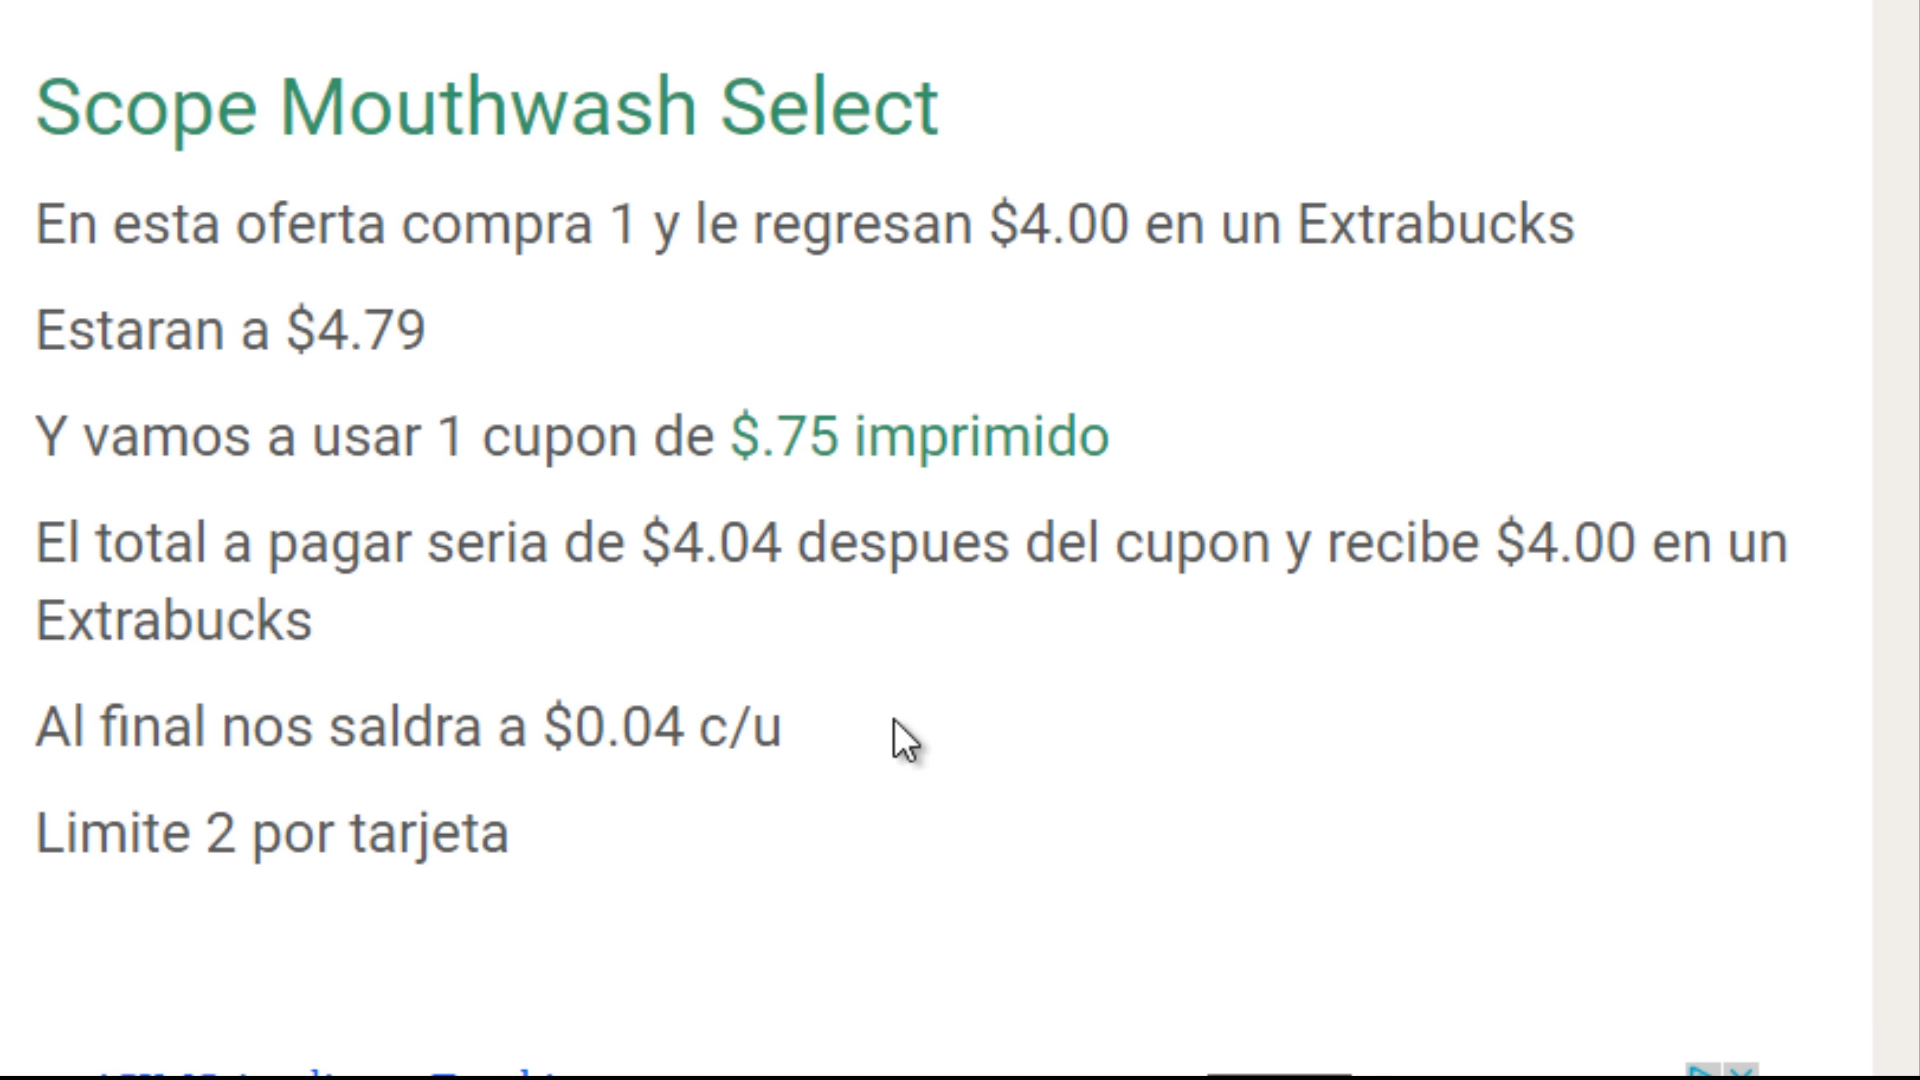 Scope Mouthwash Select
En esta oferta compra 1 y le regresan $4.00 en un Extrabucks
Estaran a $4.79
Y vamos a usar 1 cupon de $.75 imprimido
El total a pagar seria de $4.04 despues del cupon y recibe $4.00 en un
Extrabucks
Al final nos saldra a $0.04 c/u
Limite 2 por tarjeta